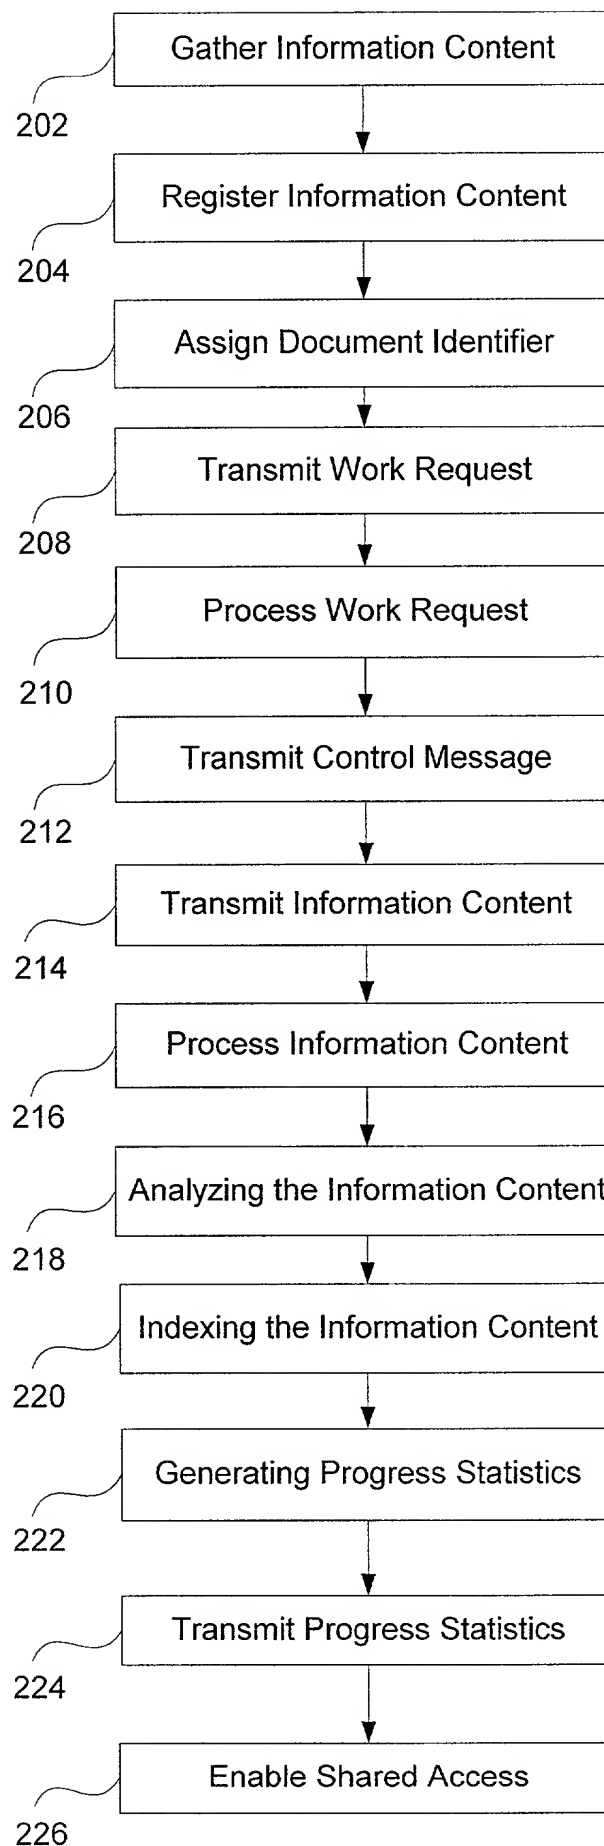 Gather Information Content
202
Register Information Content
204
Assign Document Identifier
206
Transmit Work Request
208
Process Work Request
210
Transmit Control Message
212
Transmit Information Content
214
Process Information Content
216
Analyzing the Information Content
218
Indexing the Information Content
220
Generating Progress Statistics
222
Transmit Progress Statistics
224
Enable Shared Access
226